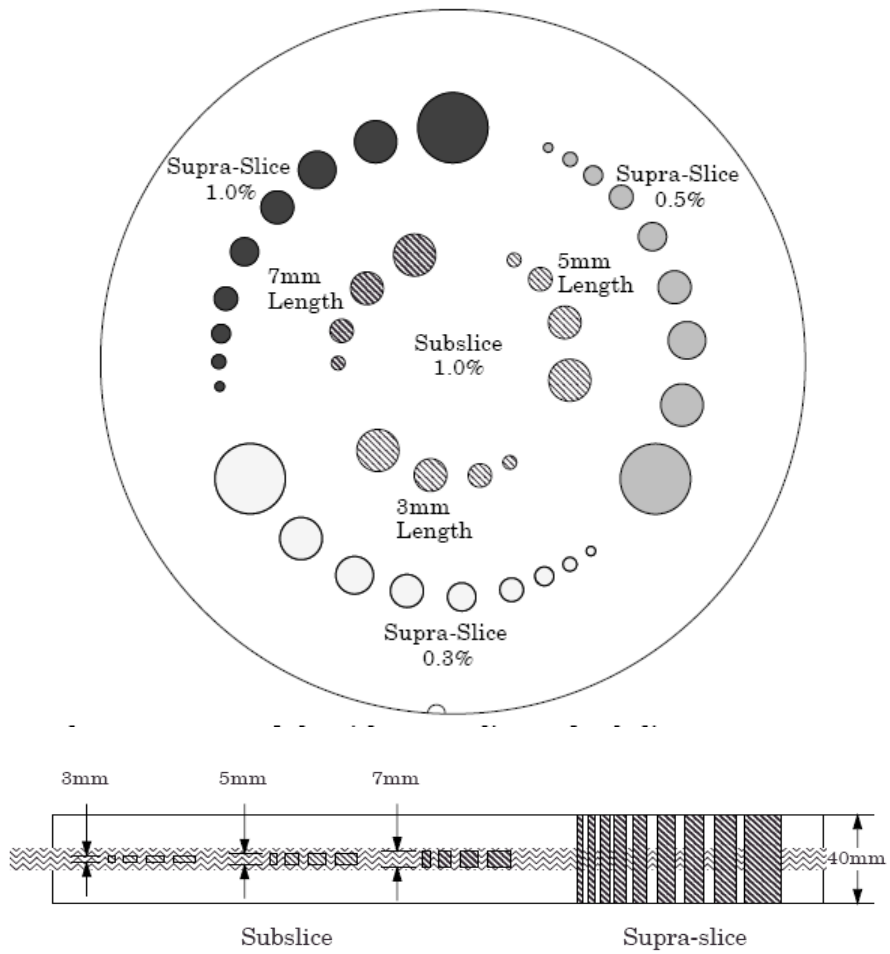 Supra-Slice
1.0%
Supra-Slice
0.5%
7mm
Length
5mm
Length
Subslice
1.0%
3mm
Length
Supra-Slice
0.3%
3mm
5mm
7mm
40mm
Subslice
Supra-slice